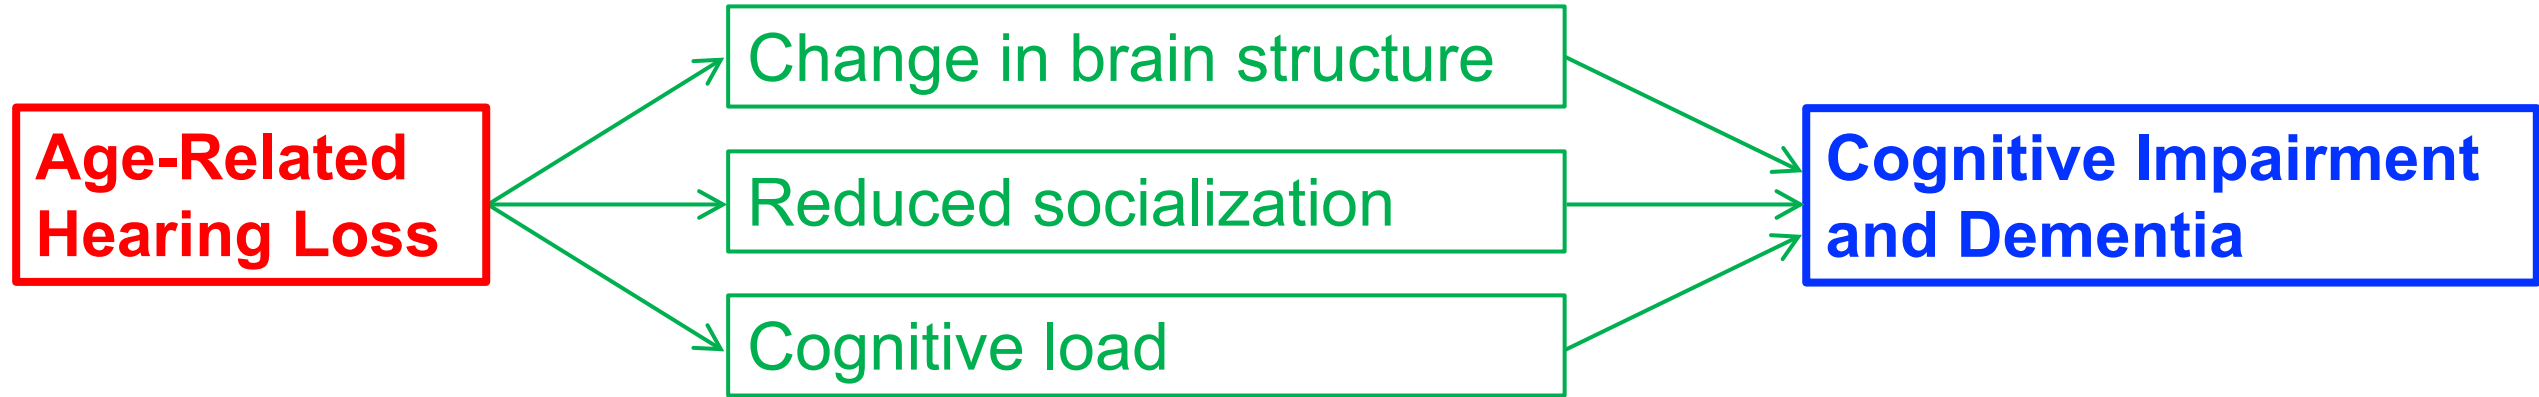 Age-Related
Hearing Loss
Change in brain structure
Reduced socialization
Cognitive load
Cognitive Impairment
and Dementia